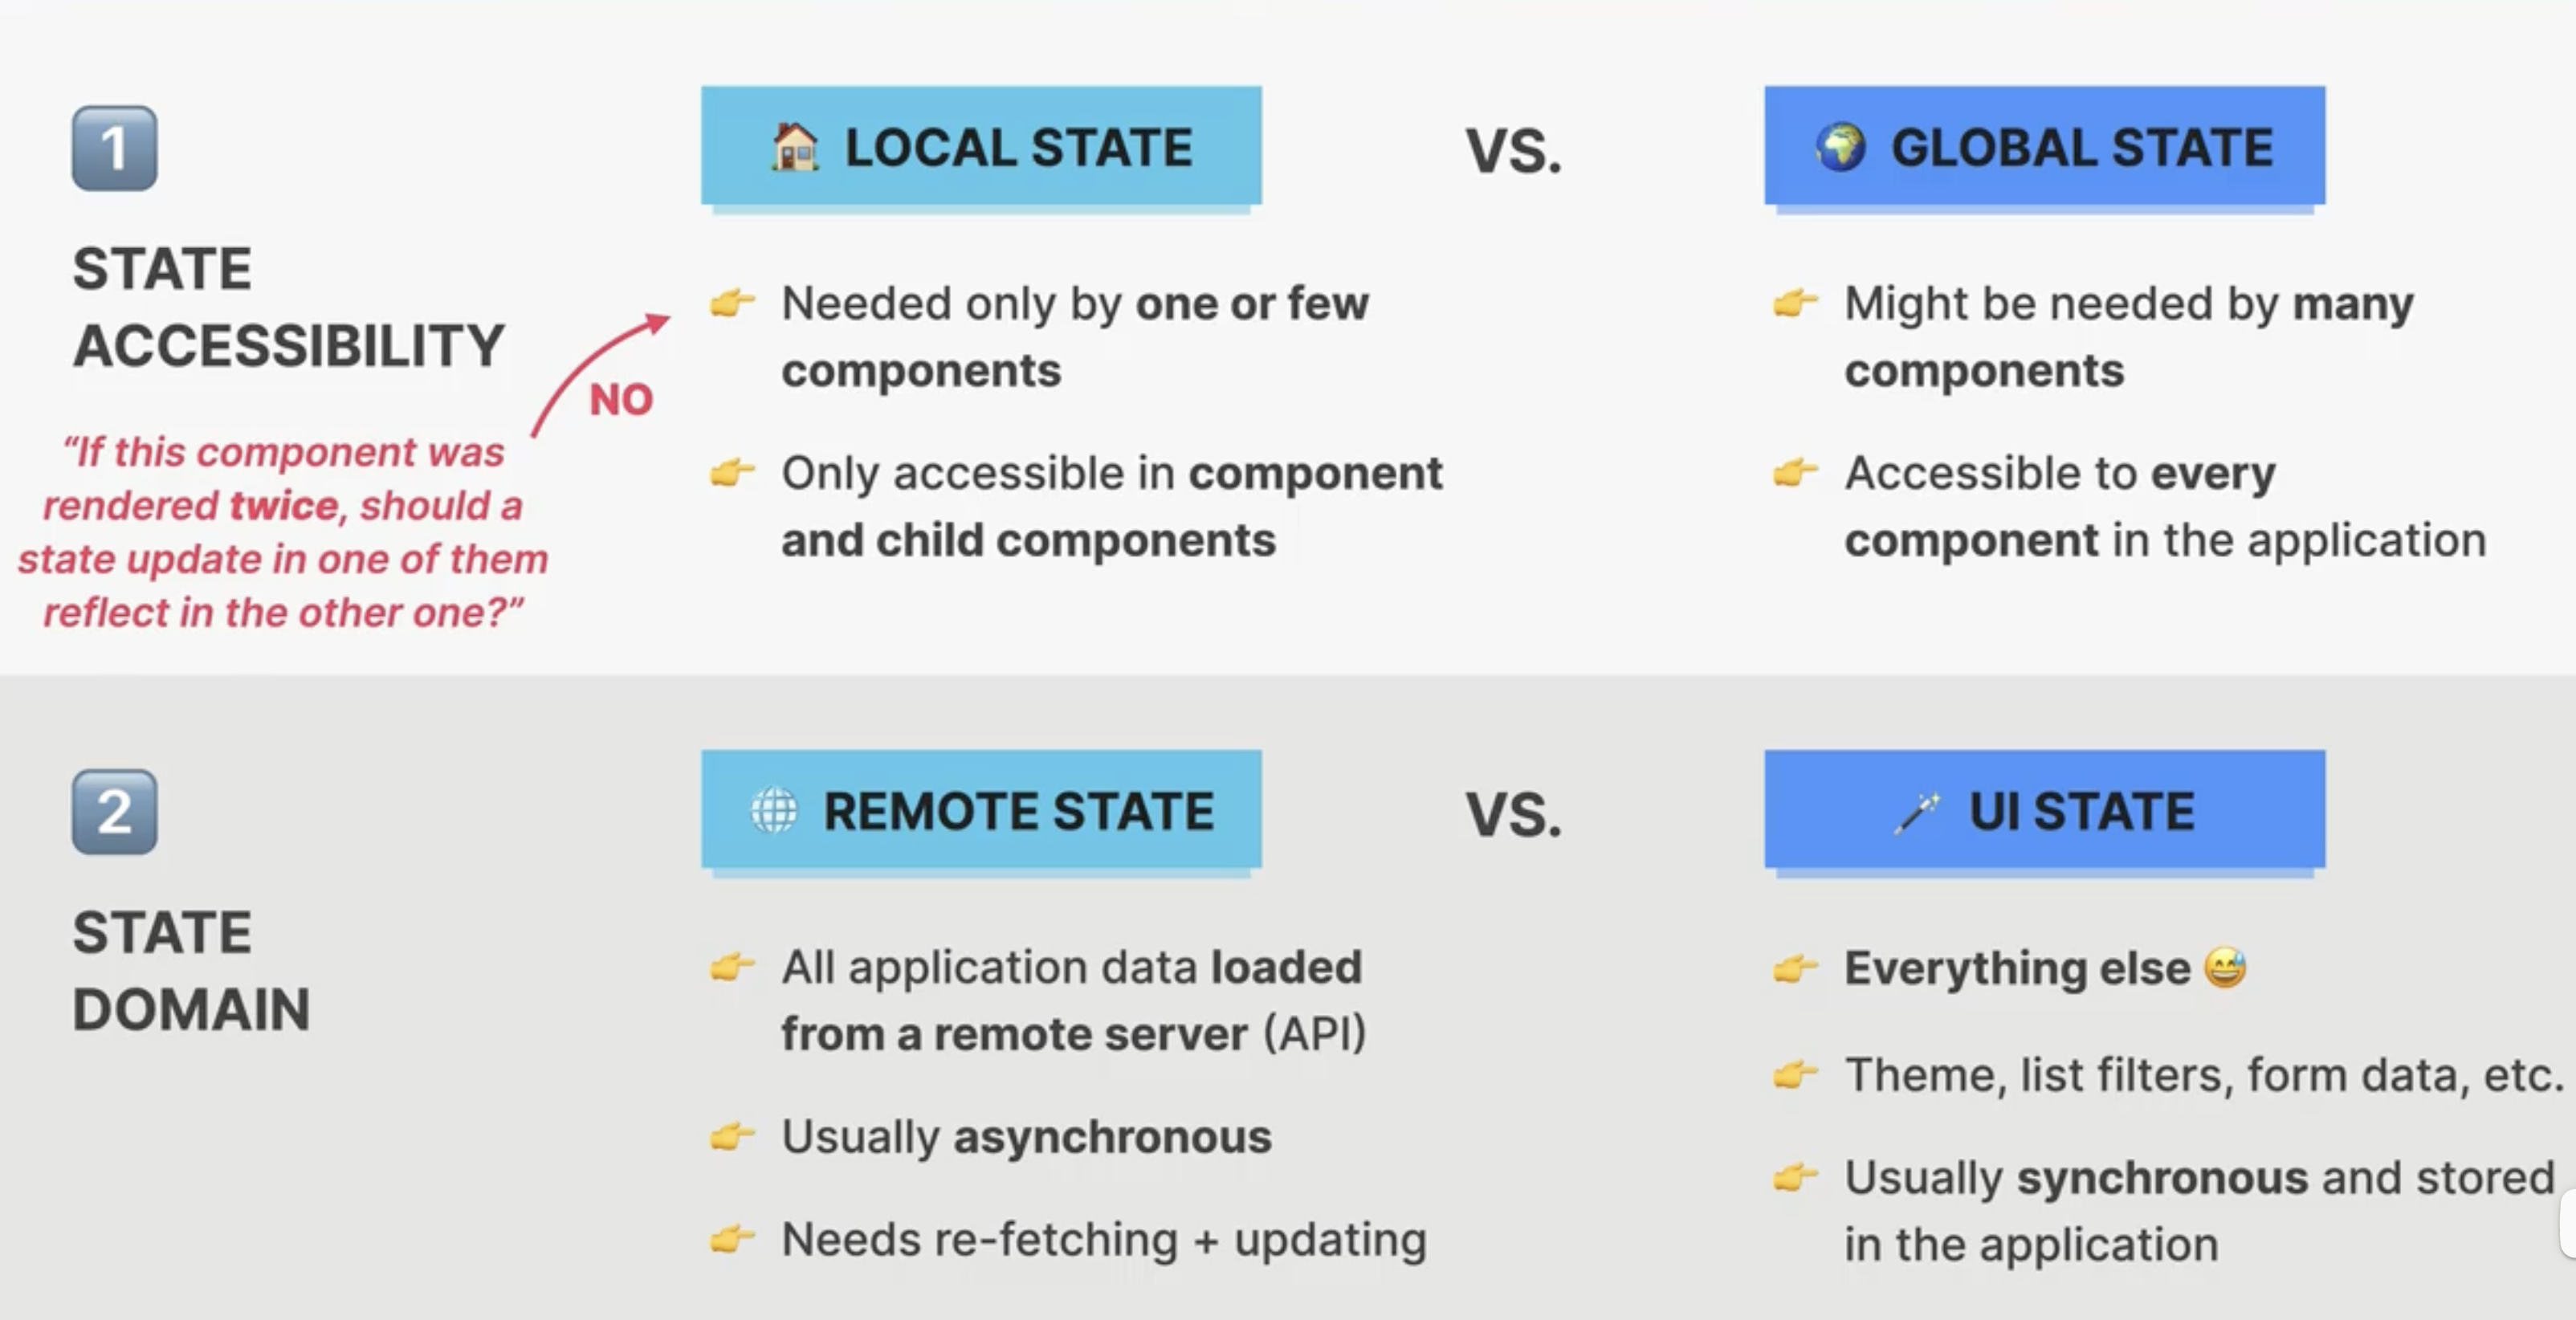 1
STATE
ACCESSIBILITY
“If this component was
rendered twice, should a
state update in one of them
reflect in the other one?”
NO
LOCAL STATE
Needed only by one or few
components
Only accessible in component
and child components
VS.
GLOBAL STATE
Might be needed by many
components
Accessible to every
component in the application
2
STATE
DOMAIN
REMOTE STATE
All application data loaded
from a remote server (API)
Usually asynchronous
Needs re-fetching + updating
VS.
UI STATE
Everything else
Theme, list filters, form data, etc.
Usually synchronous and stored
in the application